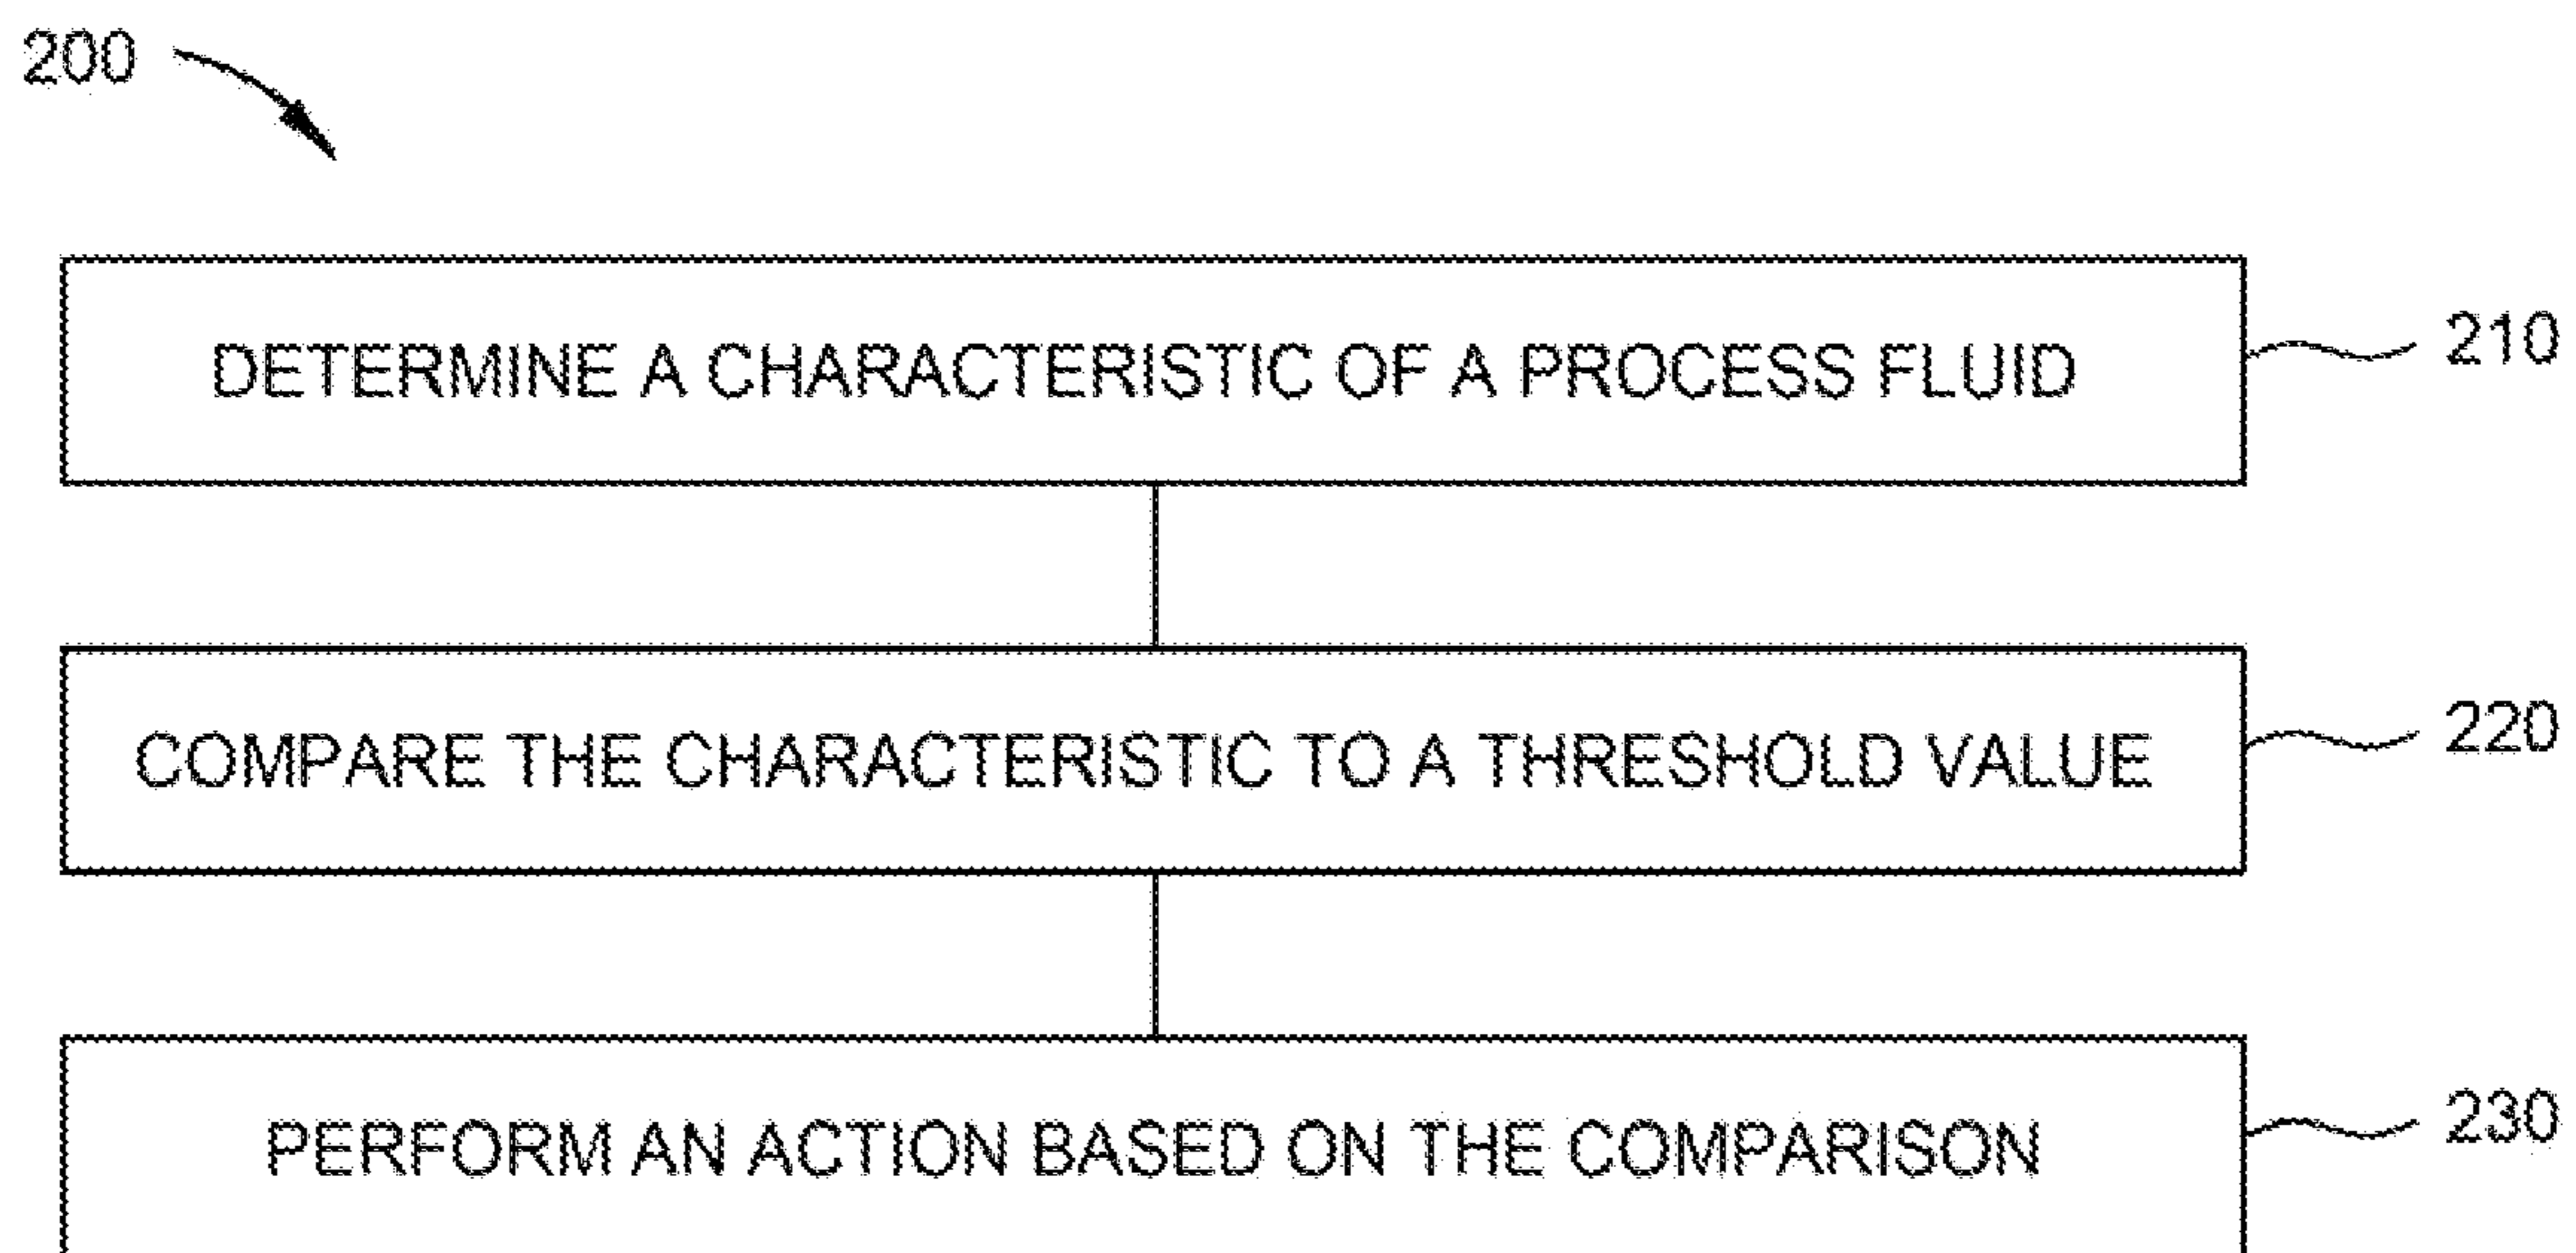 200
DETERMINE A CHARACTERISTIC OF A PROCESS FLUID
210
COMPARE THE CHARACTERISTIC TO A THRESHOLD VALUE
220
PERFORM AN ACTION BASED ON THE COMPARISON
230